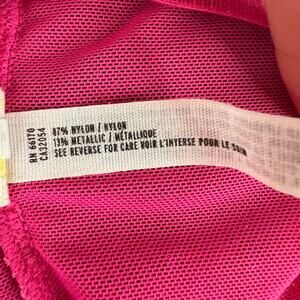 RN 66170
CA32054
87% NYLON / NYLON
13% METALLIC / MÉTALLIQUE
SEE REVERSE FOR CARE VOIR L'INVERSE POUR LE SOIN